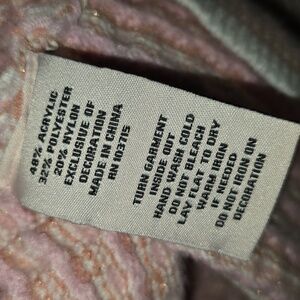 48% ACRYLIC
32% POLYESTER
20% NYLON
EXCLUSIVE OF
DECORATION
MADE IN CHINA
RN 103715
TURN GARMENT
INSIDE OUT
HAND WASH COLD
DO NOT BLEACH
LAY FLAT TO DRY
WARM IRON
IF NEEDED
DO NOT IRON ON
DECORATION